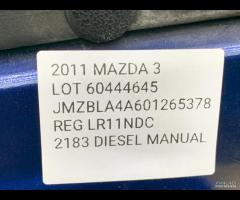 2011 MAZDA 3
LOT 60444645
JMZBLA4A601265378
REG LR11NDC
2183 DIESEL MANUAL